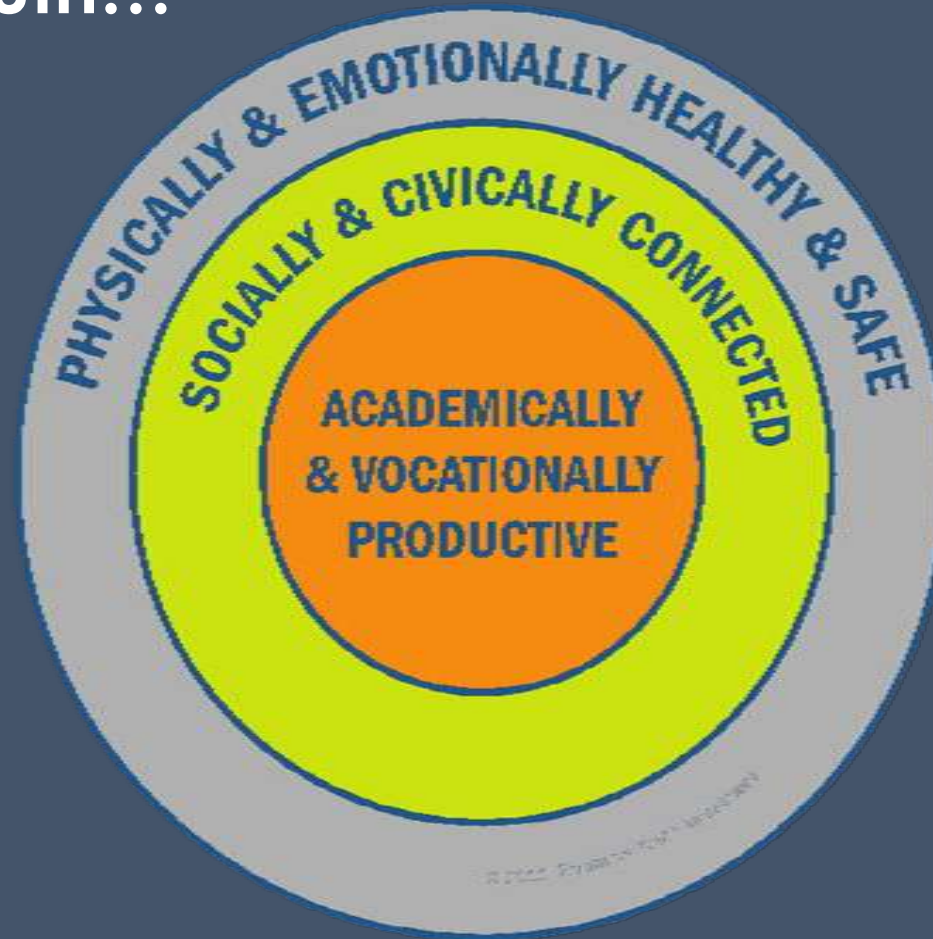 PHYSICALLY & EMOTIONALLY HEALTHY & SAFE
SOCIALLY & CIVICALLY CONNECTED
ACADEMICALLY
& VOCATIONALLY
PRODUCTIVE